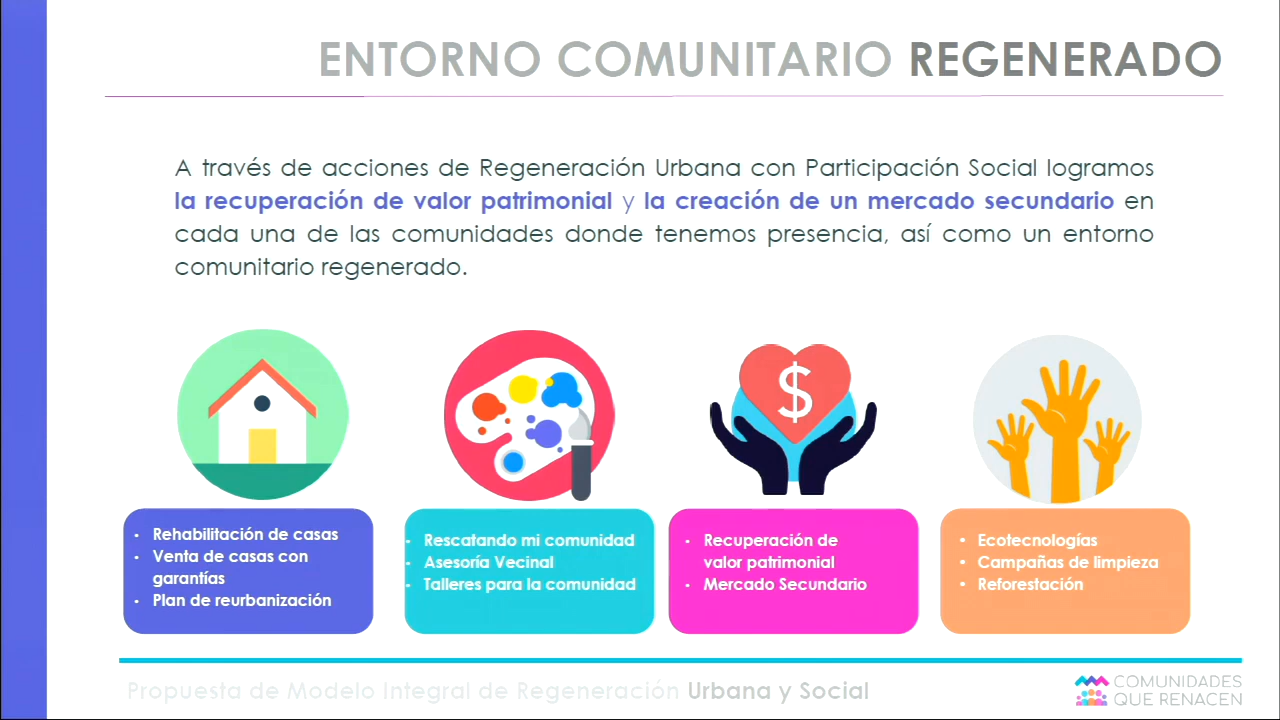 ENTORNO COMUNITARIO REGENERADO
A través de acciones de Regeneración Urbana con Participación Social logramos
la recuperación de valor patrimonial y la creación de un mercado secundario en
cada una de las comunidades donde tenemos presencia, así como un entorno
comunitario regenerado.
$
• Rehabilitación de casas
• Venta de casas con
garantías
• Plan de reurbanización
• Rescatando mi comunidad
• Asesoría Vecinal
• Talleres para la comunidad
• Recuperación de
valor patrimonial
• Mercado Secundario
• Ecotecnologías
• Campañas de limpieza
• Reforestación
Propuesta de Modelo Integral de Regeneración Urbana y Social
COMUNIDADES
QUE RENACEN